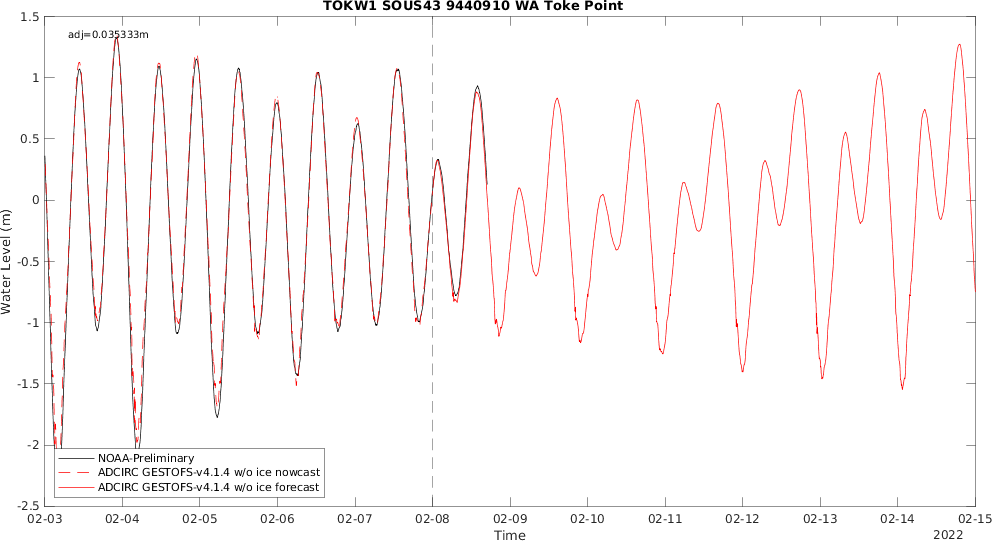 TOKW1 SOUS43 9440910 WA Toke Point
adj=0.035333m
1.5
1
0.5
0
-0.5
-1
-1.5
-2
-2.5
Water Level (m)
NOAA-Preliminary
ADCIRC GESTOFS-v4.1.4 w/o ice nowcast
ADCIRC GESTOFS-v4.1.4 w/o ice forecast
02-03 02-04 02-05 02-06 02-07 02-08 02-09 02-10 02-11 02-12 02-13 02-14 02-15
Time
2022